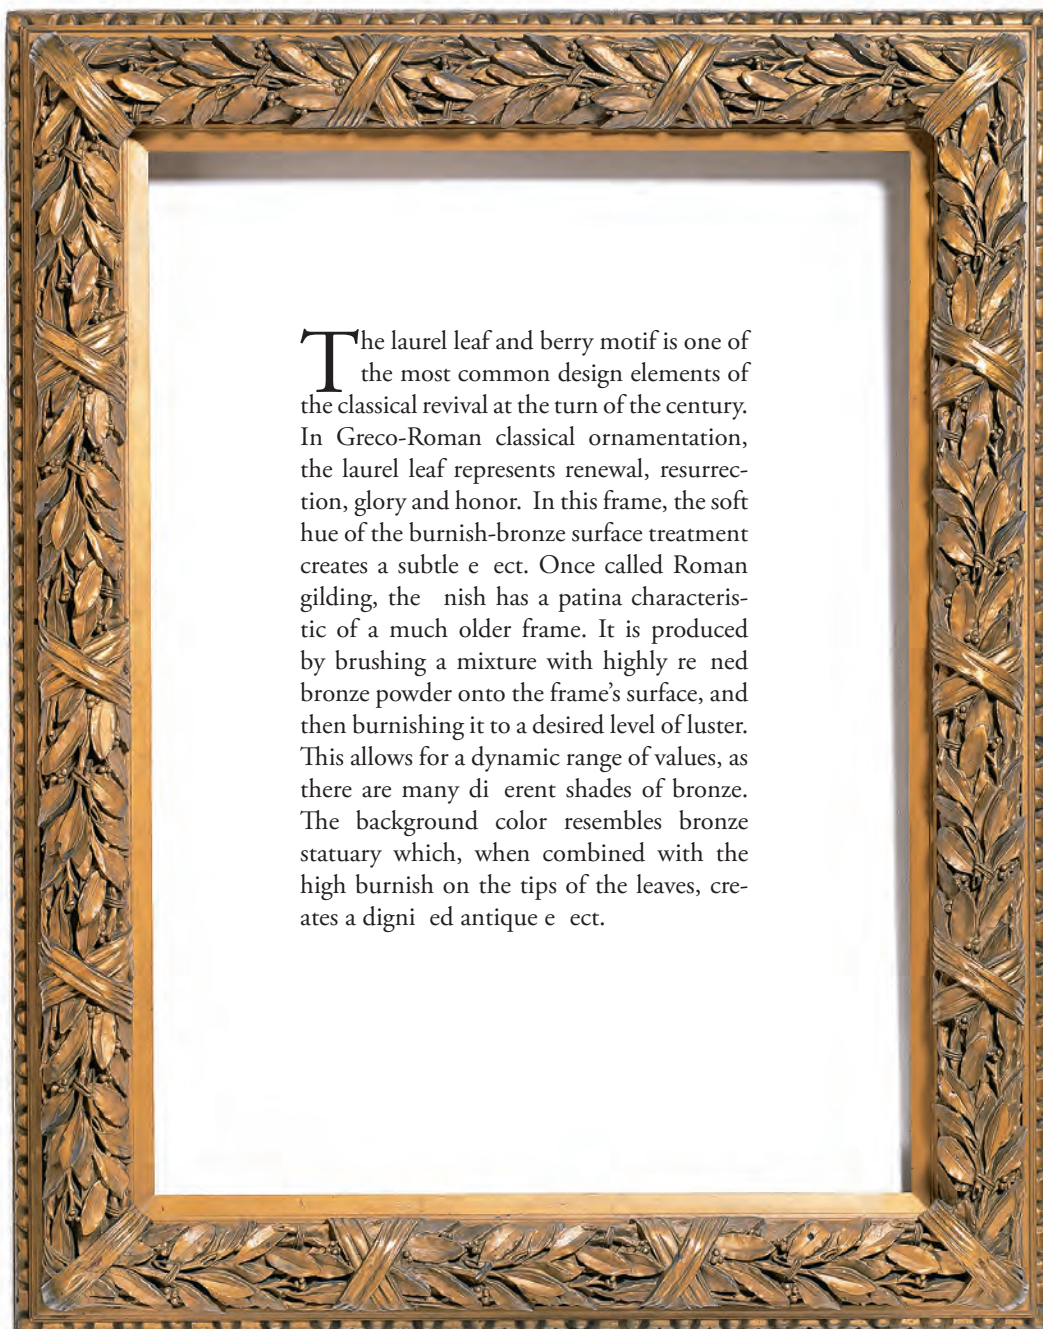 The laurel leaf and berry motif is one of
the most common design elements of
the classical revival at the turn of the century.
In Greco-Roman classical ornamentation,
the laurel leaf represents renewal, resurrec-
tion, glory and honor. In this frame, the soft
hue of the burnish-bronze surface treatment
creates a subtle e ect. Once called Roman
gilding, the nish has a patina characteris-
tic of a much older frame. It is produced
by brushing a mixture with highly re ned
bronze powder onto the frame's surface, and
then burnishing it to a desired level of luster.
This allows for a dynamic range of values, as
there are many di erent shades of bronze.
The background color resembles bronze
statuary which, when combined with the
high burnish on the tips of the leaves, cre-
ates a digni ed antique e ect.